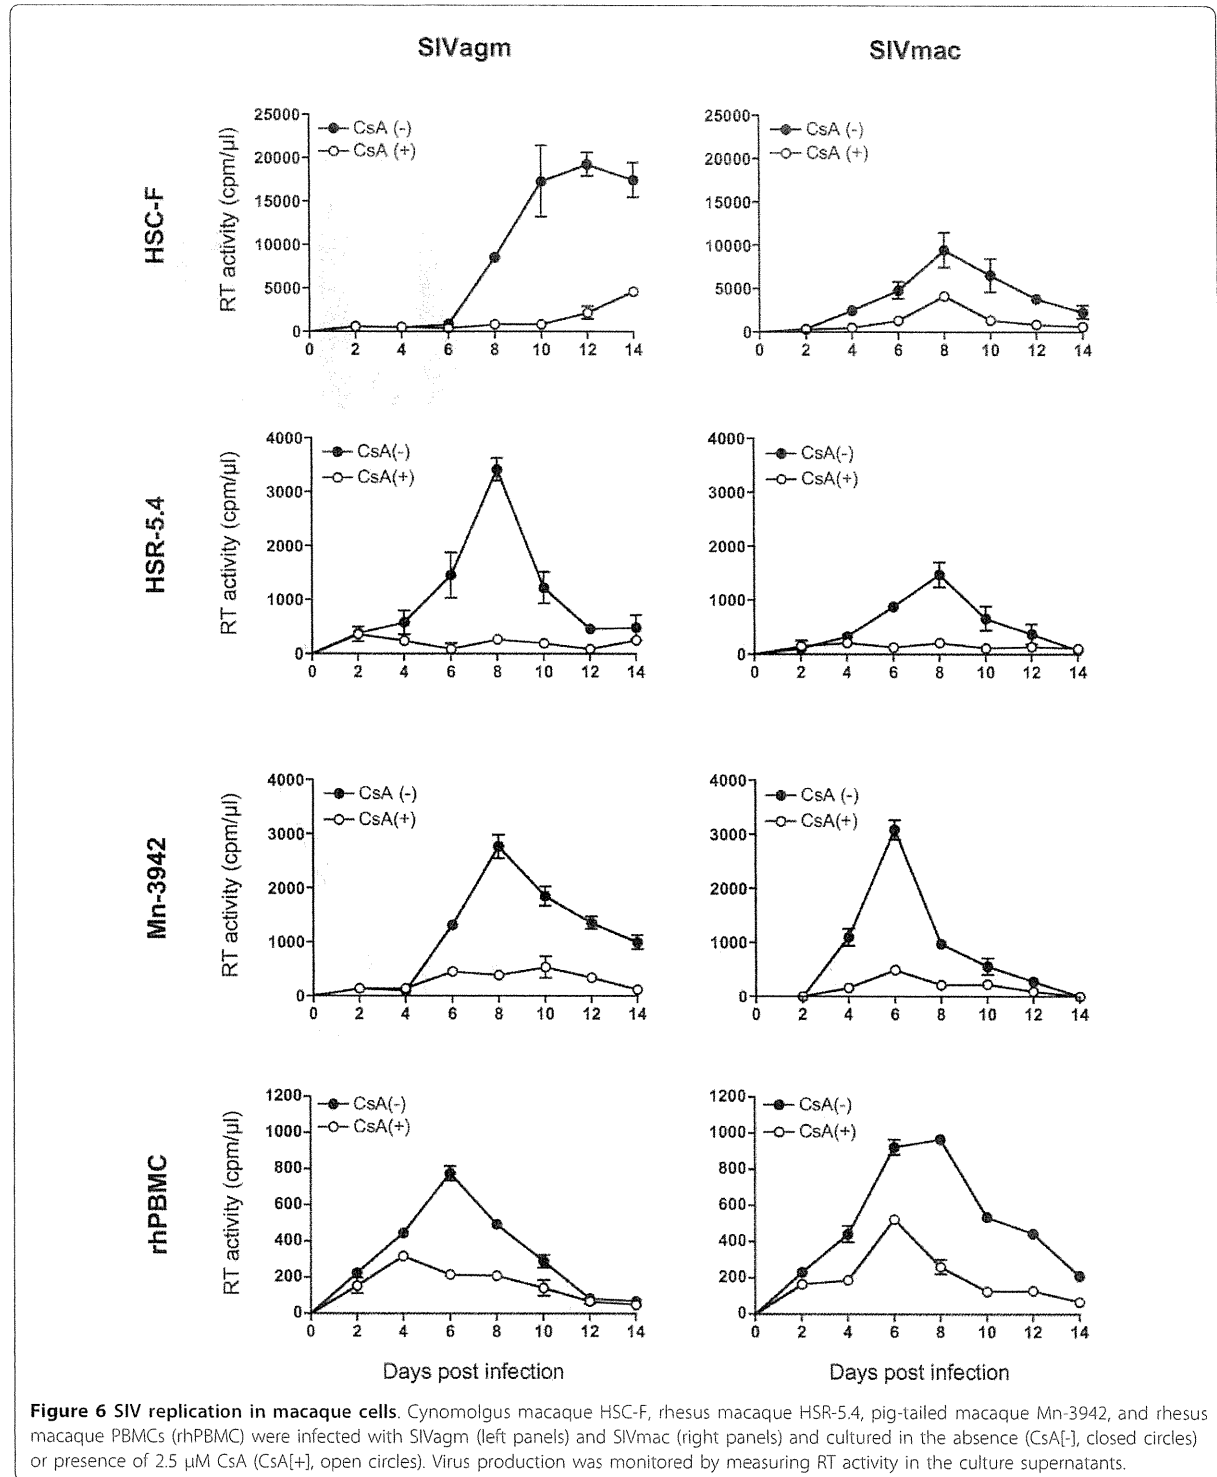 SIVagm
SIVmac
HSC-F
RT activity (cpm/µl)
25000
20000
15000
10000
5000
0
CsA (-)
CsA (+)
0 2 4 6 8 10 12 14
25000
20000
15000
10000
5000
0
CsA (-)
CsA (+)
0 2 4 6 8 10 12 14
HSR-5.4
RT activity (cpm/µl)
4000
3000
2000
1000
0
CsA(-)
CsA(+)
0 2 4 6 8 10 12 14
4000
3000
2000
1000
0
CsA(-)
CsA(+)
0 2 4 6 8 10 12 14
Mn-3942
RT activity (cpm/µl)
4000
3000
2000
1000
0
CsA (-)
CsA(+)
0 2 4 6 8 10 12 14
4000
3000
2000
1000
0
CsA (-)
CsA(+)
0 2 4 6 8 10 12 14
rhPBMC
RT activity (cpm/µl)
1200
1000
800
600
400
200
0
CsA(-)
CsA(+)
0 2 4 6 8 10 12 14
Days post infection
1200
1000
800
600
400
200
0
CsA(-)
CsA(+)
0 2 4 6 8 10 12 14
Days post infection
Figure 6 SIV replication in macaque cells. Cynomolgus macaque HSC-F, rhesus macaque HSR-5.4, pig-tailed macaque Mn-3942, and rhesus
macaque PBMCs (rhPBMC) were infected with SIVagm (left panels) and SIVmac (right panels) and cultured in the absence (CsA[-], closed circles)
or presence of 2.5 µM CsA (CsA[+], open circles). Virus production was monitored by measuring RT activity in the culture supernatants.